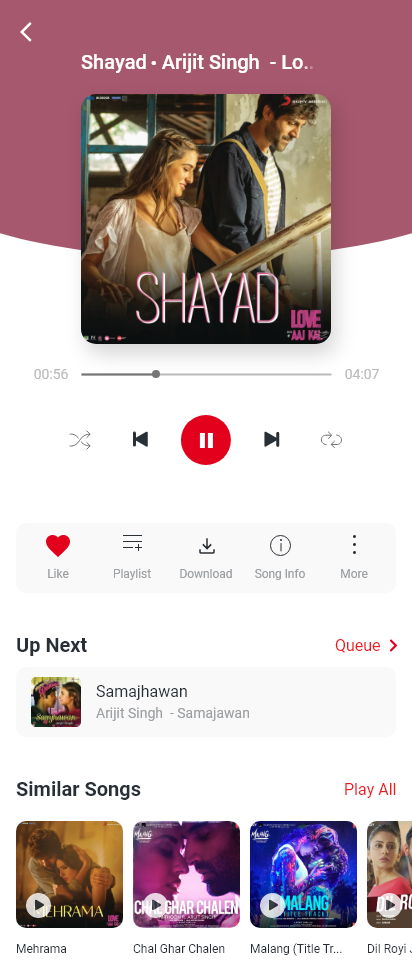 Shayad • Arijit Singh - Lo..
SHAYAD
LOVE
AAJ KAL
00:56
04:07
Like
Playlist
Download
Song Info
More
Up Next
Queue
Samajhawan
Arijit Singh - Samajawan
Similar Songs
Play All
MEHRAMA
CHAL GHAR CHALEN
MALANG
Mehrama
Chal Ghar Chalen
Malang (Title Tr...
Dil Royi J